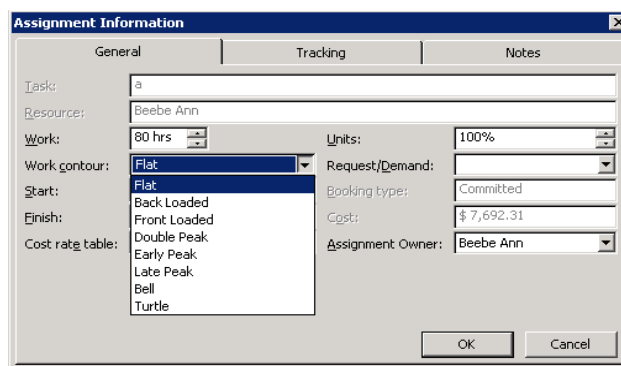 Assignment Information
General Tracking Notes
Task: a
Resource: Beebe Ann
Work: 80 hrs Units: 100%
Work contour: Flat Request/Demand:
Start: Flat Booking type: Committed
Back Loaded
Finish: Front Loaded Cost: $ 7,692.31
Double Peak
Cost rate table: Early Peak Assignment Owner: Beebe Ann
Late Peak
Bell
Turtle
OK Cancel